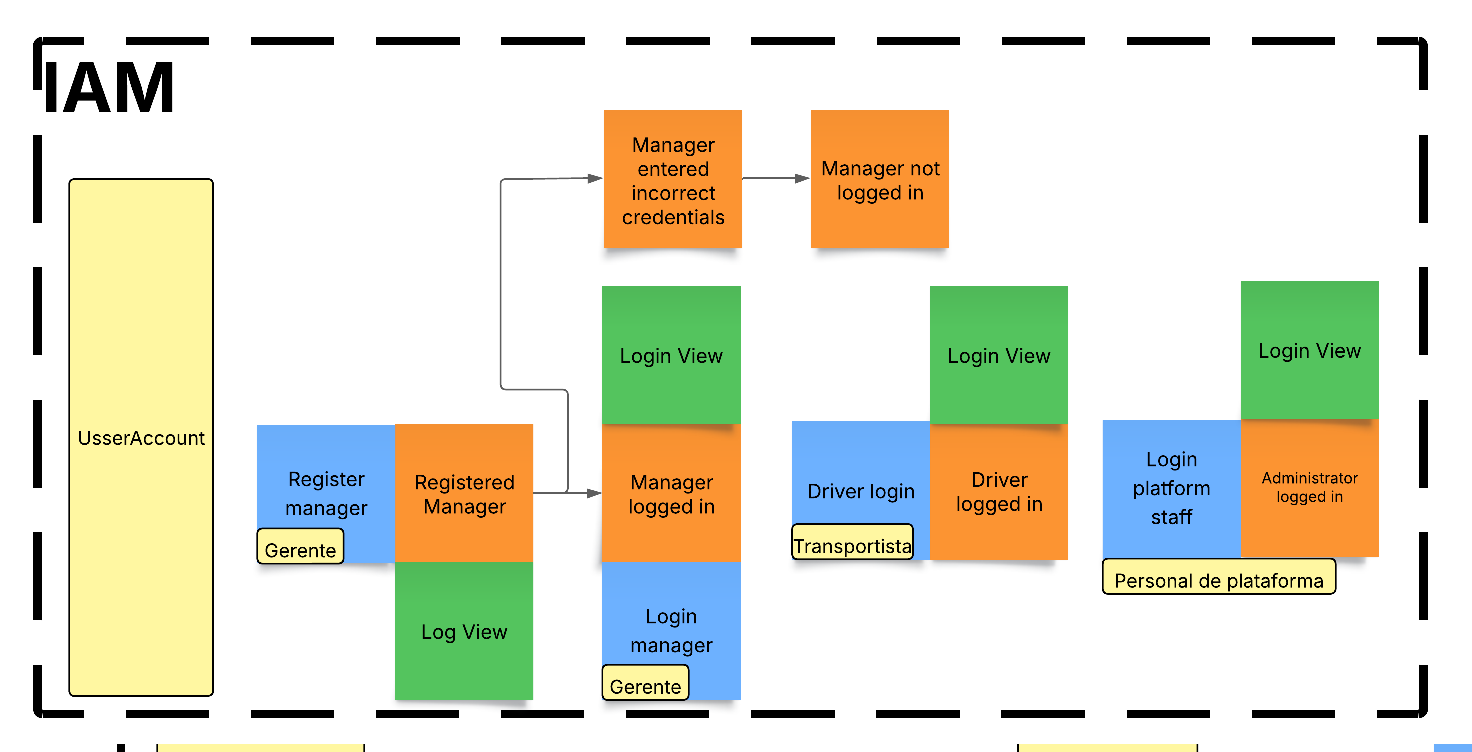 IAM
Manager
entered
incorrect
credentials
Manager not
logged in
Login View
Login View
Login View
UsserAccount
Register
manager
Gerente
Registered
Manager
Log View
Manager
logged in
Login
manager
Gerente
Driver login
Transportista
Driver
logged in
Login
platform
staff
Personal de plataforma
Administrator
logged in